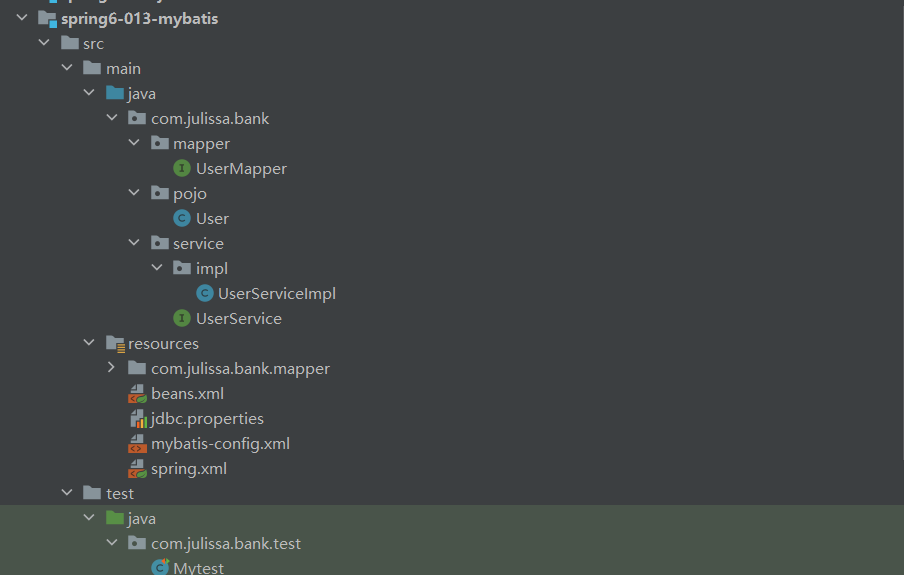 spring6-013-mybatis
src
main
java
com.julissa.bank
mapper
UserMapper
pojo
User
service
impl
UserServiceImpl
UserService
resources
com.julissa.bank.mapper
beans.xml
jdbc.properties
mybatis-config.xml
spring.xml
test
java
com.julissa.bank.test
Mytest